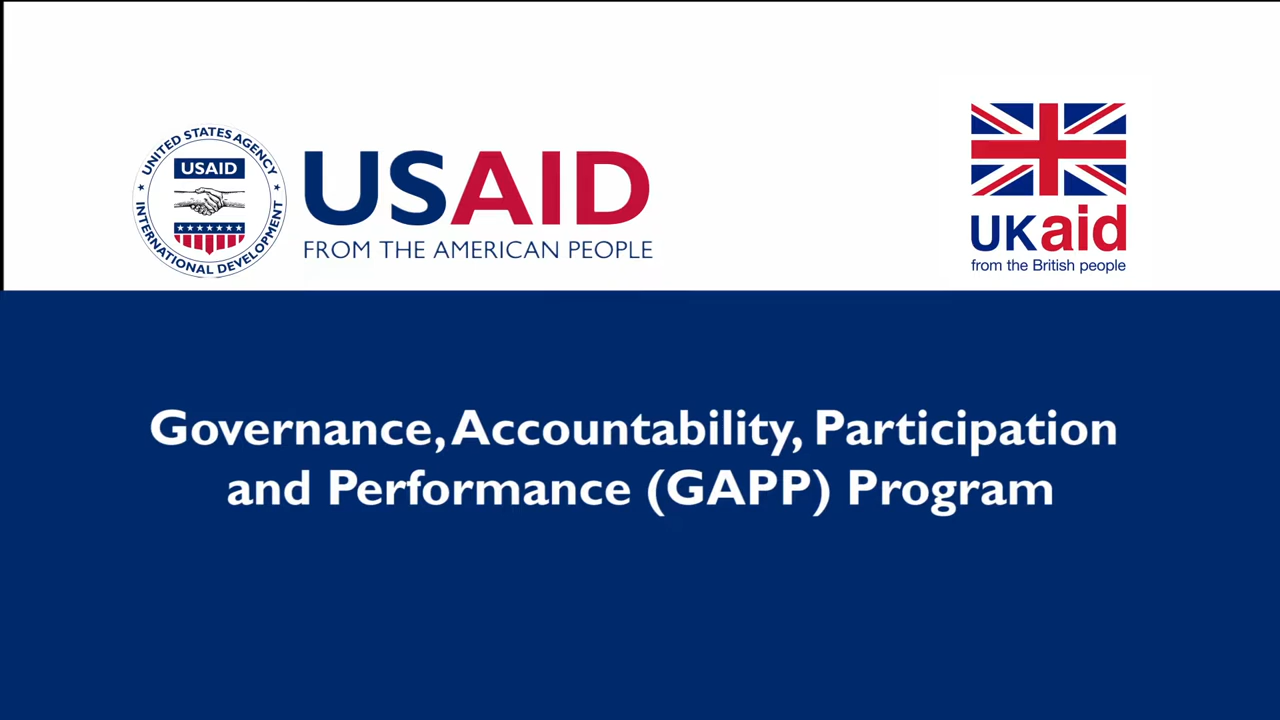 UNITED STATES AGENCY
USAID
INTERNATIONAL DEVELOPMENT
USAID
FROM THE AMERICAN PEOPLE
UKaid
from the British people
Governance, Accountability, Participation
and Performance (GAPP) Program